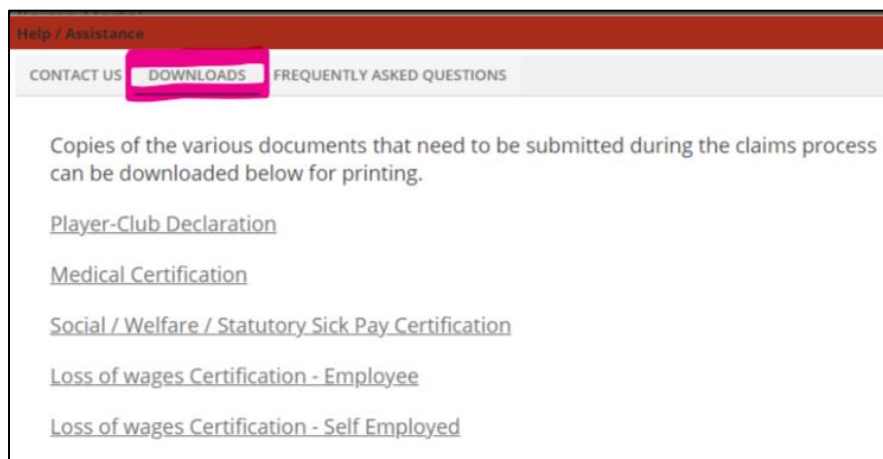 Help / Assistance
CONTACT US DOWNLOADS FREQUENTLY ASKED QUESTIONS
Copies of the various documents that need to be submitted during the claims process
can be downloaded below for printing.
Player-Club Declaration
Medical Certification
Social / Welfare / Statutory Sick Pay Certification
Loss of wages Certification - Employee
Loss of wages Certification - Self Employed